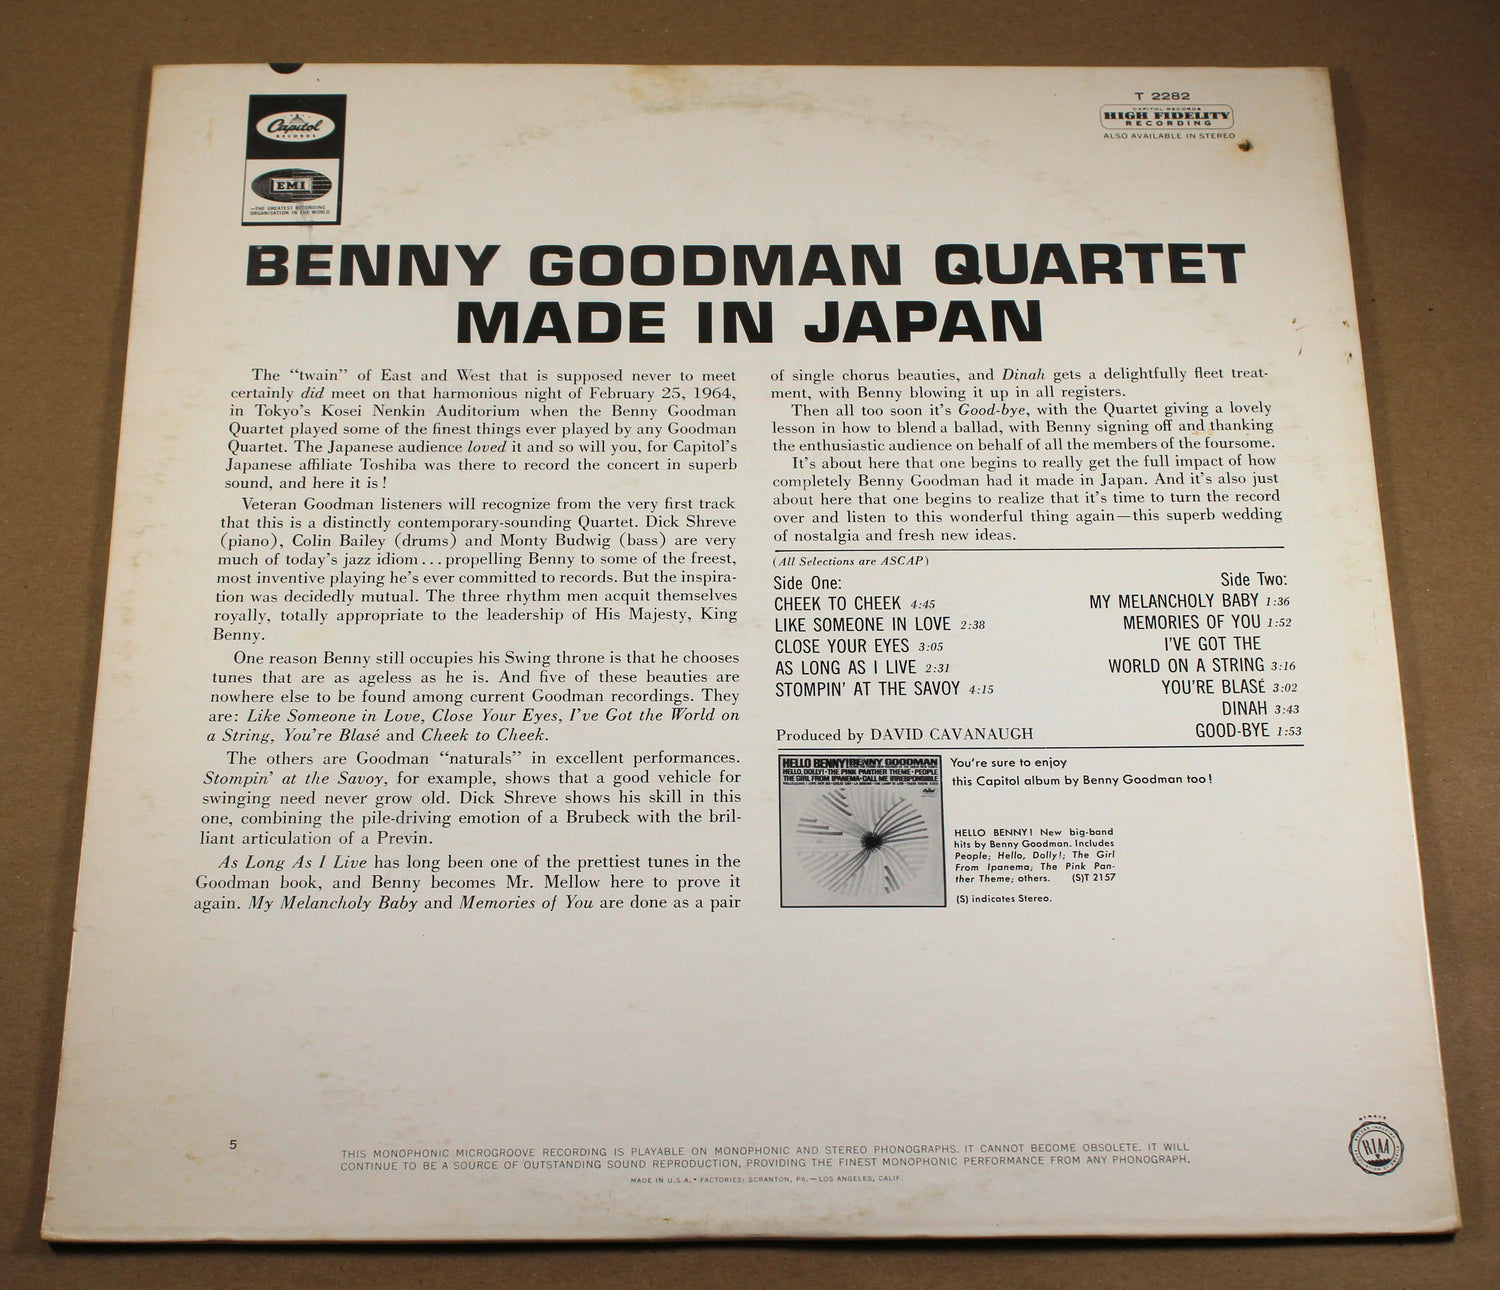 Capitol
RECORDS
EMI
—THE GREATEST RECORDING
ORGANISATION IN THE WORLD
T 2282
CAPITOL RECORDS
HIGH FIDELITY
RECORDING
ALSO AVAILABLE IN STEREO
BENNY GOODMAN QUARTET
MADE IN JAPAN
The “twain” of East and West that is supposed never to meet
certainly did meet on that harmonious night of February 25, 1964,
in Tokyo’s Kosei Nenkin Auditorium when the Benny Goodman
Quartet played some of the finest things ever played by any Goodman
Quartet. The Japanese audience loved it and so will you, for Capitol’s
Japanese affiliate Toshiba was there to record the concert in superb
sound, and here it is!
Veteran Goodman listeners will recognize from the very first track
that this is a distinctly contemporary-sounding Quartet. Dick Shreve
(piano), Colin Bailey (drums) and Monty Budwig (bass) are very
much of today’s jazz idiom...propelling Benny to some of the freest,
most inventive playing he’s ever committed to records. But the inspira-
tion was decidedly mutual. The three rhythm men acquit themselves
royally, totally appropriate to the leadership of His Majesty, King
Benny.
One reason Benny still occupies his Swing throne is that he chooses
tunes that are as ageless as he is. And five of these beauties are
nowhere else to be found among current Goodman recordings. They
are: Like Someone in Love, Close Your Eyes, I’ve Got the World on
a String, You’re Blasé and Cheek to Cheek.
The others are Goodman “naturals” in excellent performances.
Stompin’ at the Savoy, for example, shows that a good vehicle for
swinging need never grow old. Dick Shreve shows his skill in this
one, combining the pile-driving emotion of a Brubeck with the bril-
liant articulation of a Previn.
As Long As I Live has long been one of the prettiest tunes in the
Goodman book, and Benny becomes Mr. Mellow here to prove it
again. My Melancholy Baby and Memories of You are done as a pair
of single chorus beauties, and Dinah gets a delightfully fleet treat-
ment, with Benny blowing it up in all registers.
Then all too soon it’s Good-bye, with the Quartet giving a lovely
lesson in how to blend a ballad, with Benny signing off and thanking
the enthusiastic audience on behalf of all the members of the foursome.
It’s about here that one begins to really get the full impact of how
completely Benny Goodman had it made in Japan. And it’s also just
about here that one begins to realize that it’s time to turn the record
over and listen to this wonderful thing again—this superb wedding
of nostalgia and fresh new ideas.
(All Selections are ASCAP)
Side One:
CHEEK TO CHEEK 4:45
LIKE SOMEONE IN LOVE 2:38
CLOSE YOUR EYES 3:05
AS LONG AS I LIVE 2:31
STOMPIN’ AT THE SAVOY 4:15
Side Two:
MY MELANCHOLY BABY 1:36
MEMORIES OF YOU 1:52
I’VE GOT THE
WORLD ON A STRING 3:16
YOU’RE BLASÉ 3:02
DINAH 3:43
GOOD-BYE 1:53
Produced by DAVID CAVANAUGH
HELLO BENNY! BENNY GOODMAN
HELLO, DOLLY! • THE PINK PANTHER THEME • PEOPLE
THE GIRL FROM IPANEMA • CALL ME IRRESPONSIBLE
You’re sure to enjoy
this Capitol album by Benny Goodman too!
HELLO BENNY! New big-band
hits by Benny Goodman. Includes
People; Hello, Dolly!; The Girl
From Ipanema; The Pink Pan-
ther Theme; others. (S)T 2157
(S) indicates Stereo.
5
THIS MONOPHONIC MICROGROOVE RECORDING IS PLAYABLE ON MONOPHONIC AND STEREO PHONOGRAPHS. IT CANNOT BECOME OBSOLETE. IT WILL
CONTINUE TO BE A SOURCE OF OUTSTANDING SOUND REPRODUCTION, PROVIDING THE FINEST MONOPHONIC PERFORMANCE FROM ANY PHONOGRAPH.
MADE IN U.S.A. • FACTORIES: SCRANTON, PA.—LOS ANGELES, CALIF.
MEMBER
RECORD INDUSTRY
ASSOCIATION OF AMERICA
RIAA